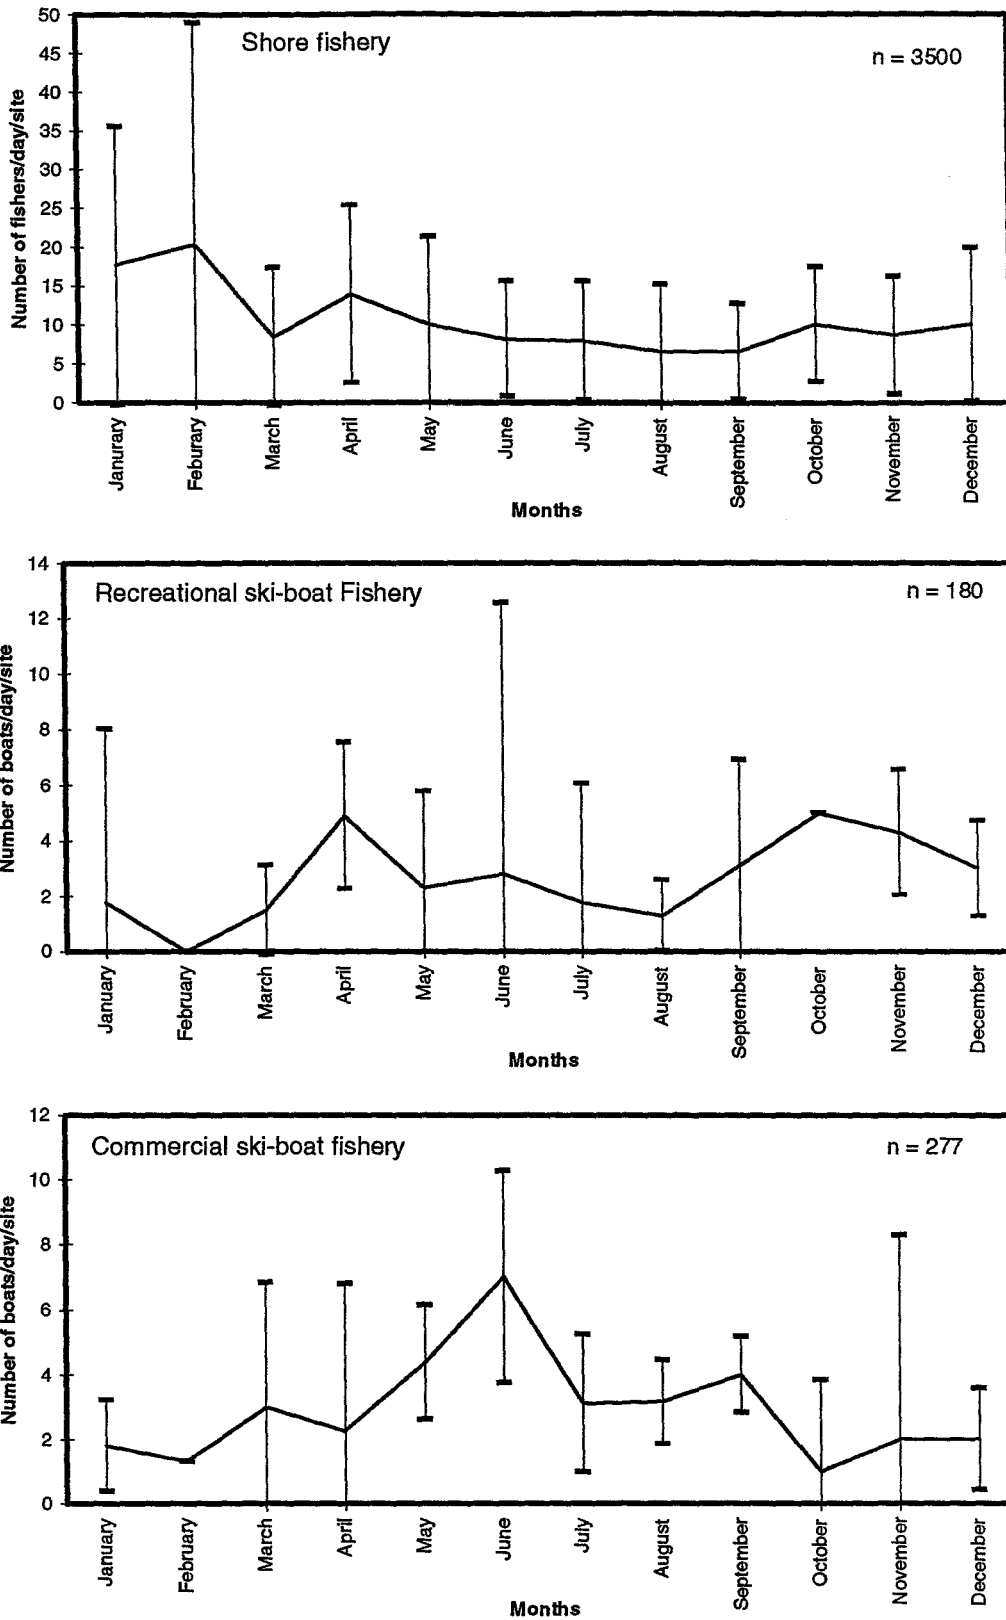 Shore fishery
n = 3500
Number of fishers/day/site
50
45
40
35
30
25
20
15
10
5
0
Janurary
Feburary
March
April
May
June
July
August
September
October
November
December
Months
Recreational ski-boat Fishery
n = 180
Number of boats/day/site
14
12
10
8
6
4
2
0
January
February
March
April
May
June
July
August
September
October
November
December
Months
Commercial ski-boat fishery
n = 277
Number of boats/day/site
12
10
8
6
4
2
0
January
February
March
April
May
June
July
August
September
October
November
December
Months